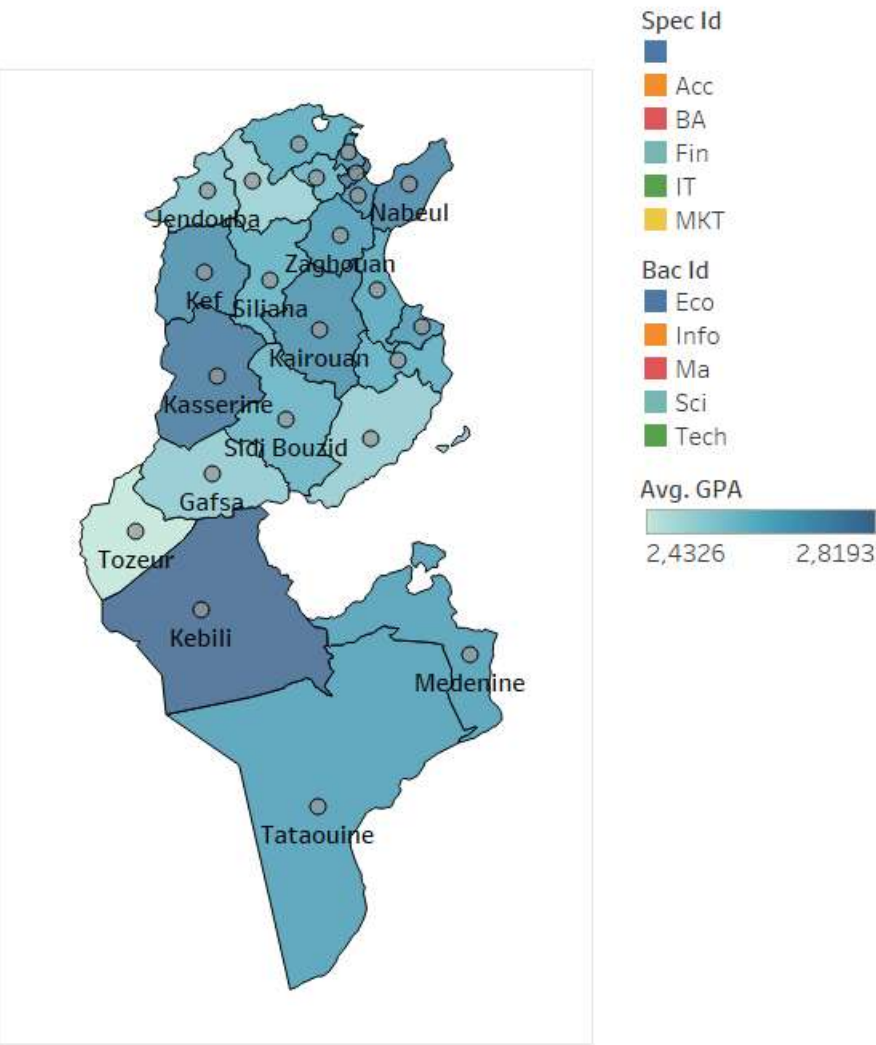 Spec Id
Acc
BA
Fin
IT
MKT
Bac Id
Eco
Info
Ma
Sci
Tech
Avg. GPA
2,4326 2,8193
Jendouba
Nabeul
Zaghouan
Kef
Siliana
Kairouan
Kasserine
Sidi Bouzid
Gafsa
Tozeur
Kebili
Medenine
Tataouine